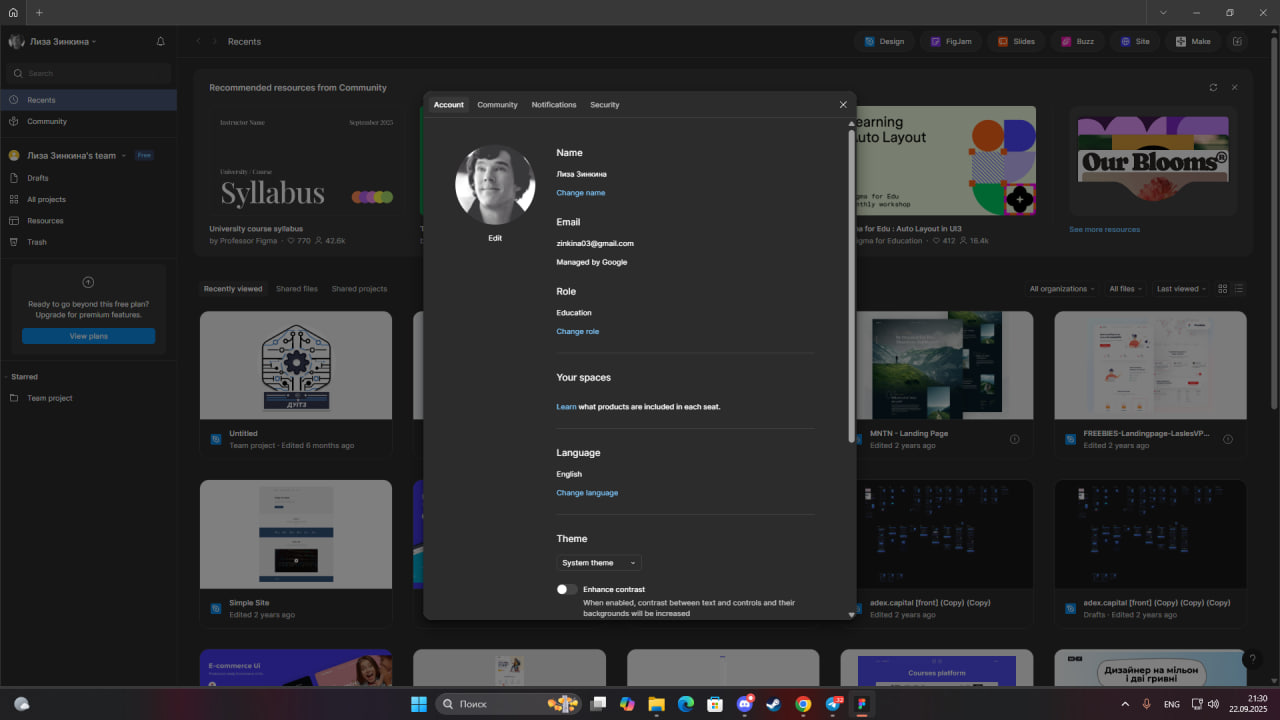 Лиза Зинкина
Recents
Design
FigJam
Slides
Buzz
Site
Make
Search
Recents
Community
Лиза Зинкина's team
Free
Drafts
All projects
Resources
Trash
Ready to go beyond this free plan?
Upgrade for premium features.
View plans
Starred
Team project
Recommended resources from Community
Instructor Name
September 2025
University / Course
Syllabus
University course syllabus
by Professor Figma · 770 42.6k
earning
Auto Layout
gma for Edu
nthly workshop
ma for Edu : Auto Layout in UI3
igma for Education · 412 16.4k
Our Blooms®
See more resources
Recently viewed
Shared files
Shared projects
All organizations
All files
Last viewed
ДУІТЗ
Untitled
Team project · Edited 6 months ago
MNTN - Landing Page
Edited 2 years ago
FREEBIES-Landingpage-LaslesVP...
Edited 2 years ago
Simple Site
Edited 2 years ago
adex.capital [front] (Copy) (Copy)
Edited 2 years ago
adex.capital [front] (Copy) (Copy) (Copy)
Drafts · Edited 2 years ago
E-commerce Ui
Courses platform
Дизайнер на мільон
і дві гривні
Account
Community
Notifications
Security
Edit
Name
Лиза Зинкина
Change name
Email
zinkina03@gmail.com
Managed by Google
Role
Education
Change role
Your spaces
Learn what products are included in each seat.
Language
English
Change language
Theme
System theme
Enhance contrast
When enabled, contrast between text and controls and their
backgrounds will be increased
?
Поиск
ENG
21:30
22.09.2025